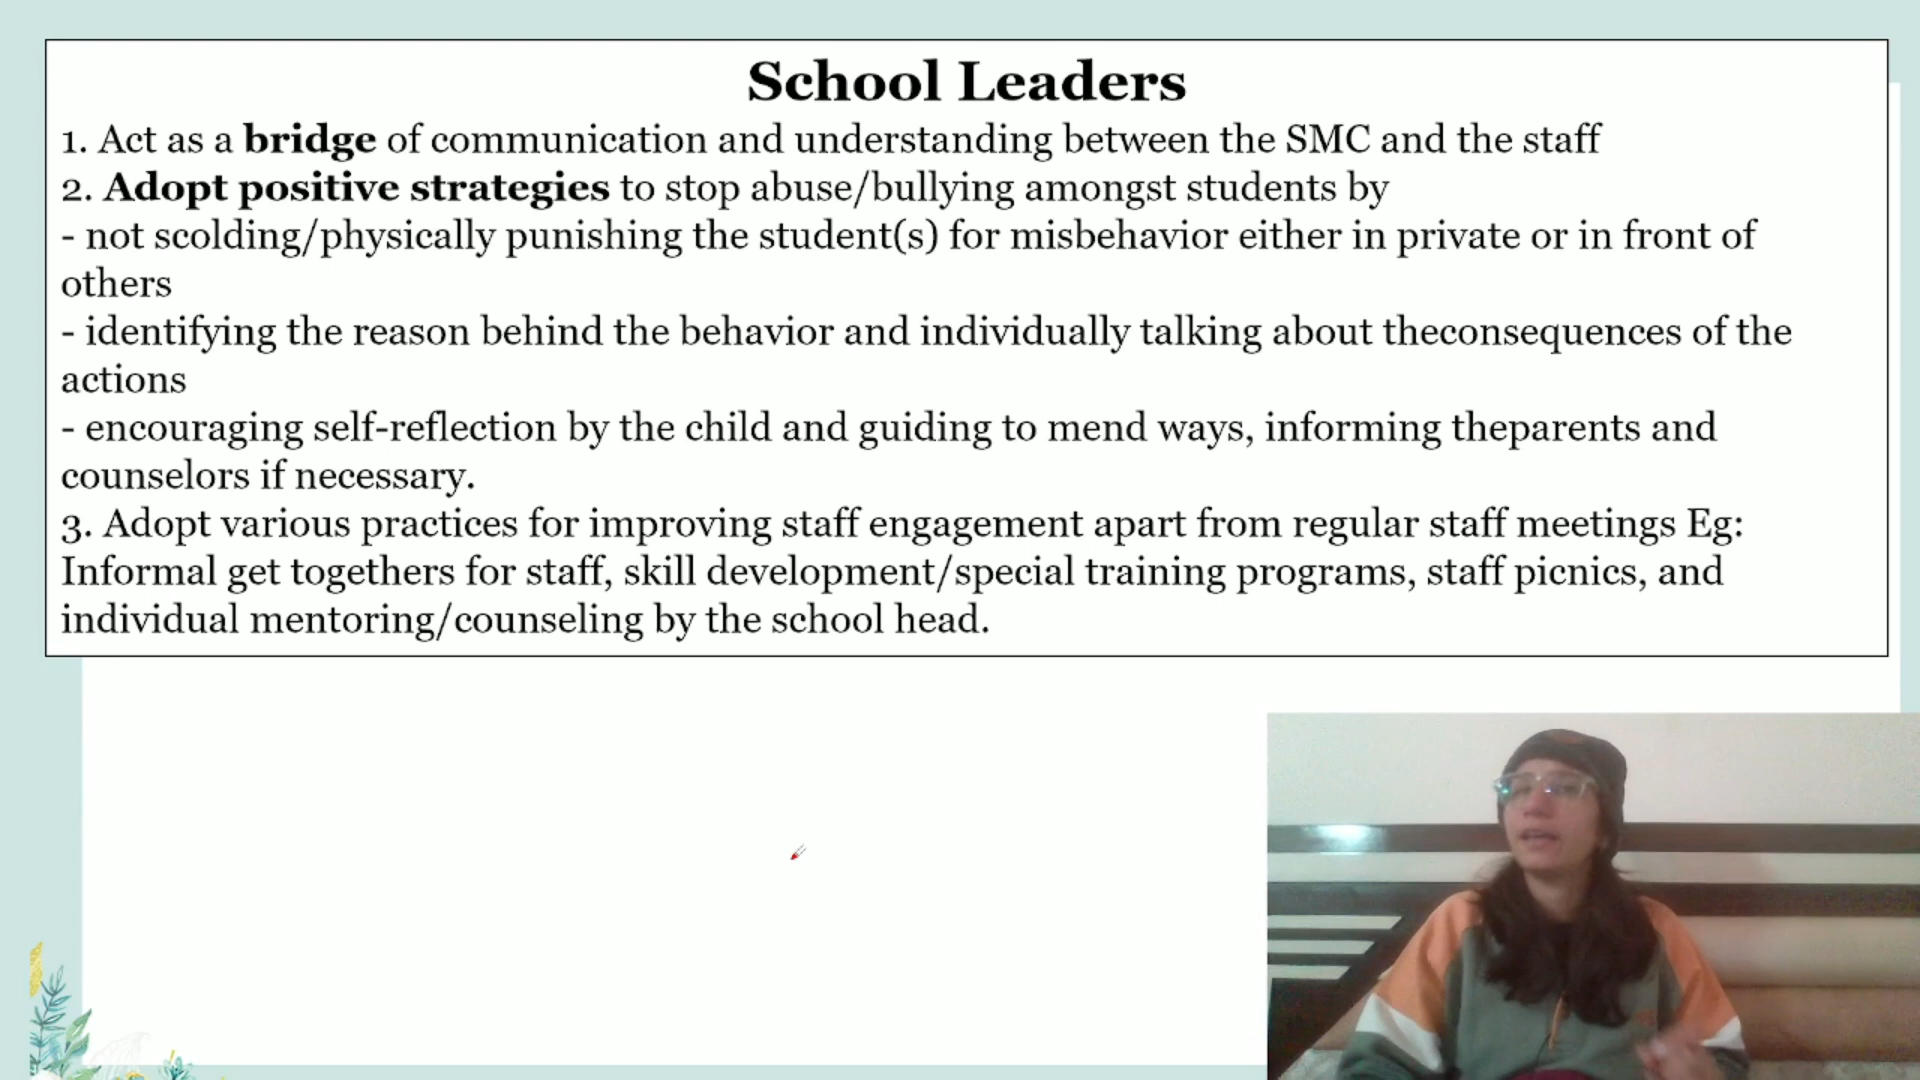 School Leaders
1. Act as a bridge of communication and understanding between the SMC and the staff
2. Adopt positive strategies to stop abuse/bullying amongst students by
- not scolding/physically punishing the student(s) for misbehavior either in private or in front of
others
- identifying the reason behind the behavior and individually talking about theconsequences of the
actions
- encouraging self-reflection by the child and guiding to mend ways, informing theparents and
counselors if necessary.
3. Adopt various practices for improving staff engagement apart from regular staff meetings Eg:
Informal get togethers for staff, skill development/special training programs, staff picnics, and
individual mentoring/counseling by the school head.